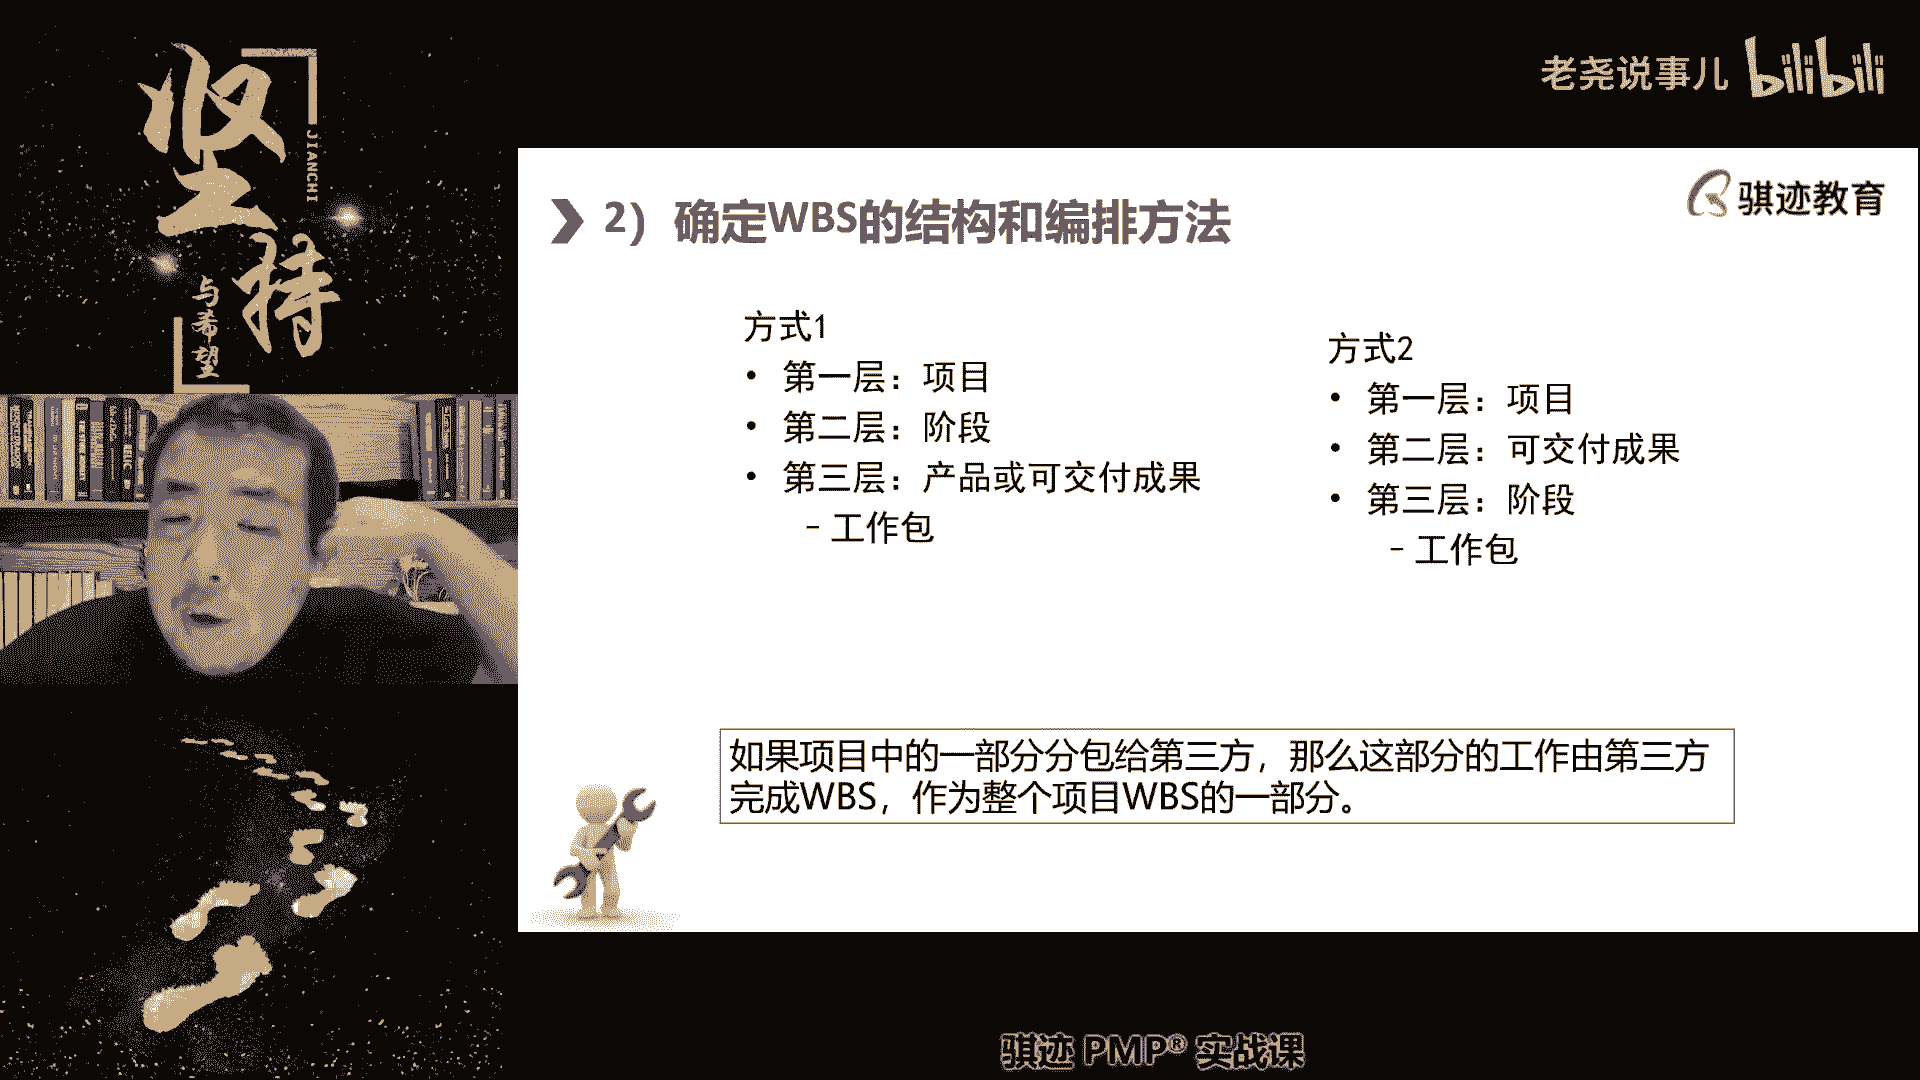 坚持
JIANCHI
与希望
老尧说事儿 bilibili
骐迹教育
2）确定WBS的结构和编排方法
方式1
• 第一层：项目
• 第二层：阶段
• 第三层：产品或可交付成果
– 工作包
方式2
• 第一层：项目
• 第二层：可交付成果
• 第三层：阶段
– 工作包
如果项目中的一部分分包给第三方，那么这部分的工作由第三方
完成WBS，作为整个项目WBS的一部分。
骐迹 PMP® 实战课